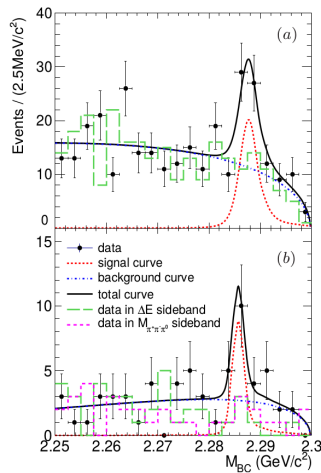 Events / (2.5MeV/c²)
40
30
20
10
0
(a)
15
10
5
0
(b)
data
signal curve
background curve
total curve
data in ΔE sideband
data in M_π⁺π⁻π⁰ sideband
2.25 2.26 2.27 2.28 2.29 2.3
M_BC (GeV/c²)